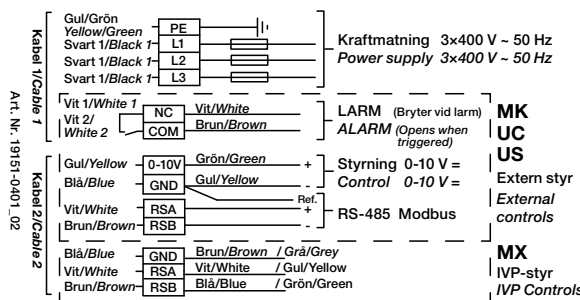 Gul/Grön
Yellow/Green PE
Svart 1/Black 1 L1 Kraftmatning 3×400 V ~ 50 Hz
Svart 1/Black 1 L2 Power supply 3×400 V ~ 50 Hz
Svart 1/Black 1 L3
Kabel 1/Cable 1
Vit 1/White 1 NC Vit/White LARM (Bryter vid larm) MK
Vit 2/
White 2 COM Brun/Brown ALARM (Opens when triggered) UC
US
Gul/Yellow 0-10V Grön/Green + Styrning 0-10 V =
Blå/Blue GND Gul/Yellow - Control 0-10 V =
Extern styr
External
controls
Ref.
Vit/White RSA + RS-485 Modbus
Brun/Brown RSB -
Kabel 2/Cable 2
Blå/Blue GND Brun/Brown / Grå/Grey MX
Vit/White RSA Vit/White / Gul/Yellow IVP-styr
Brun/Brown RSB Blå/Blue / Grön/Green IVP Controls
Art. Nr. 19151-0401_02